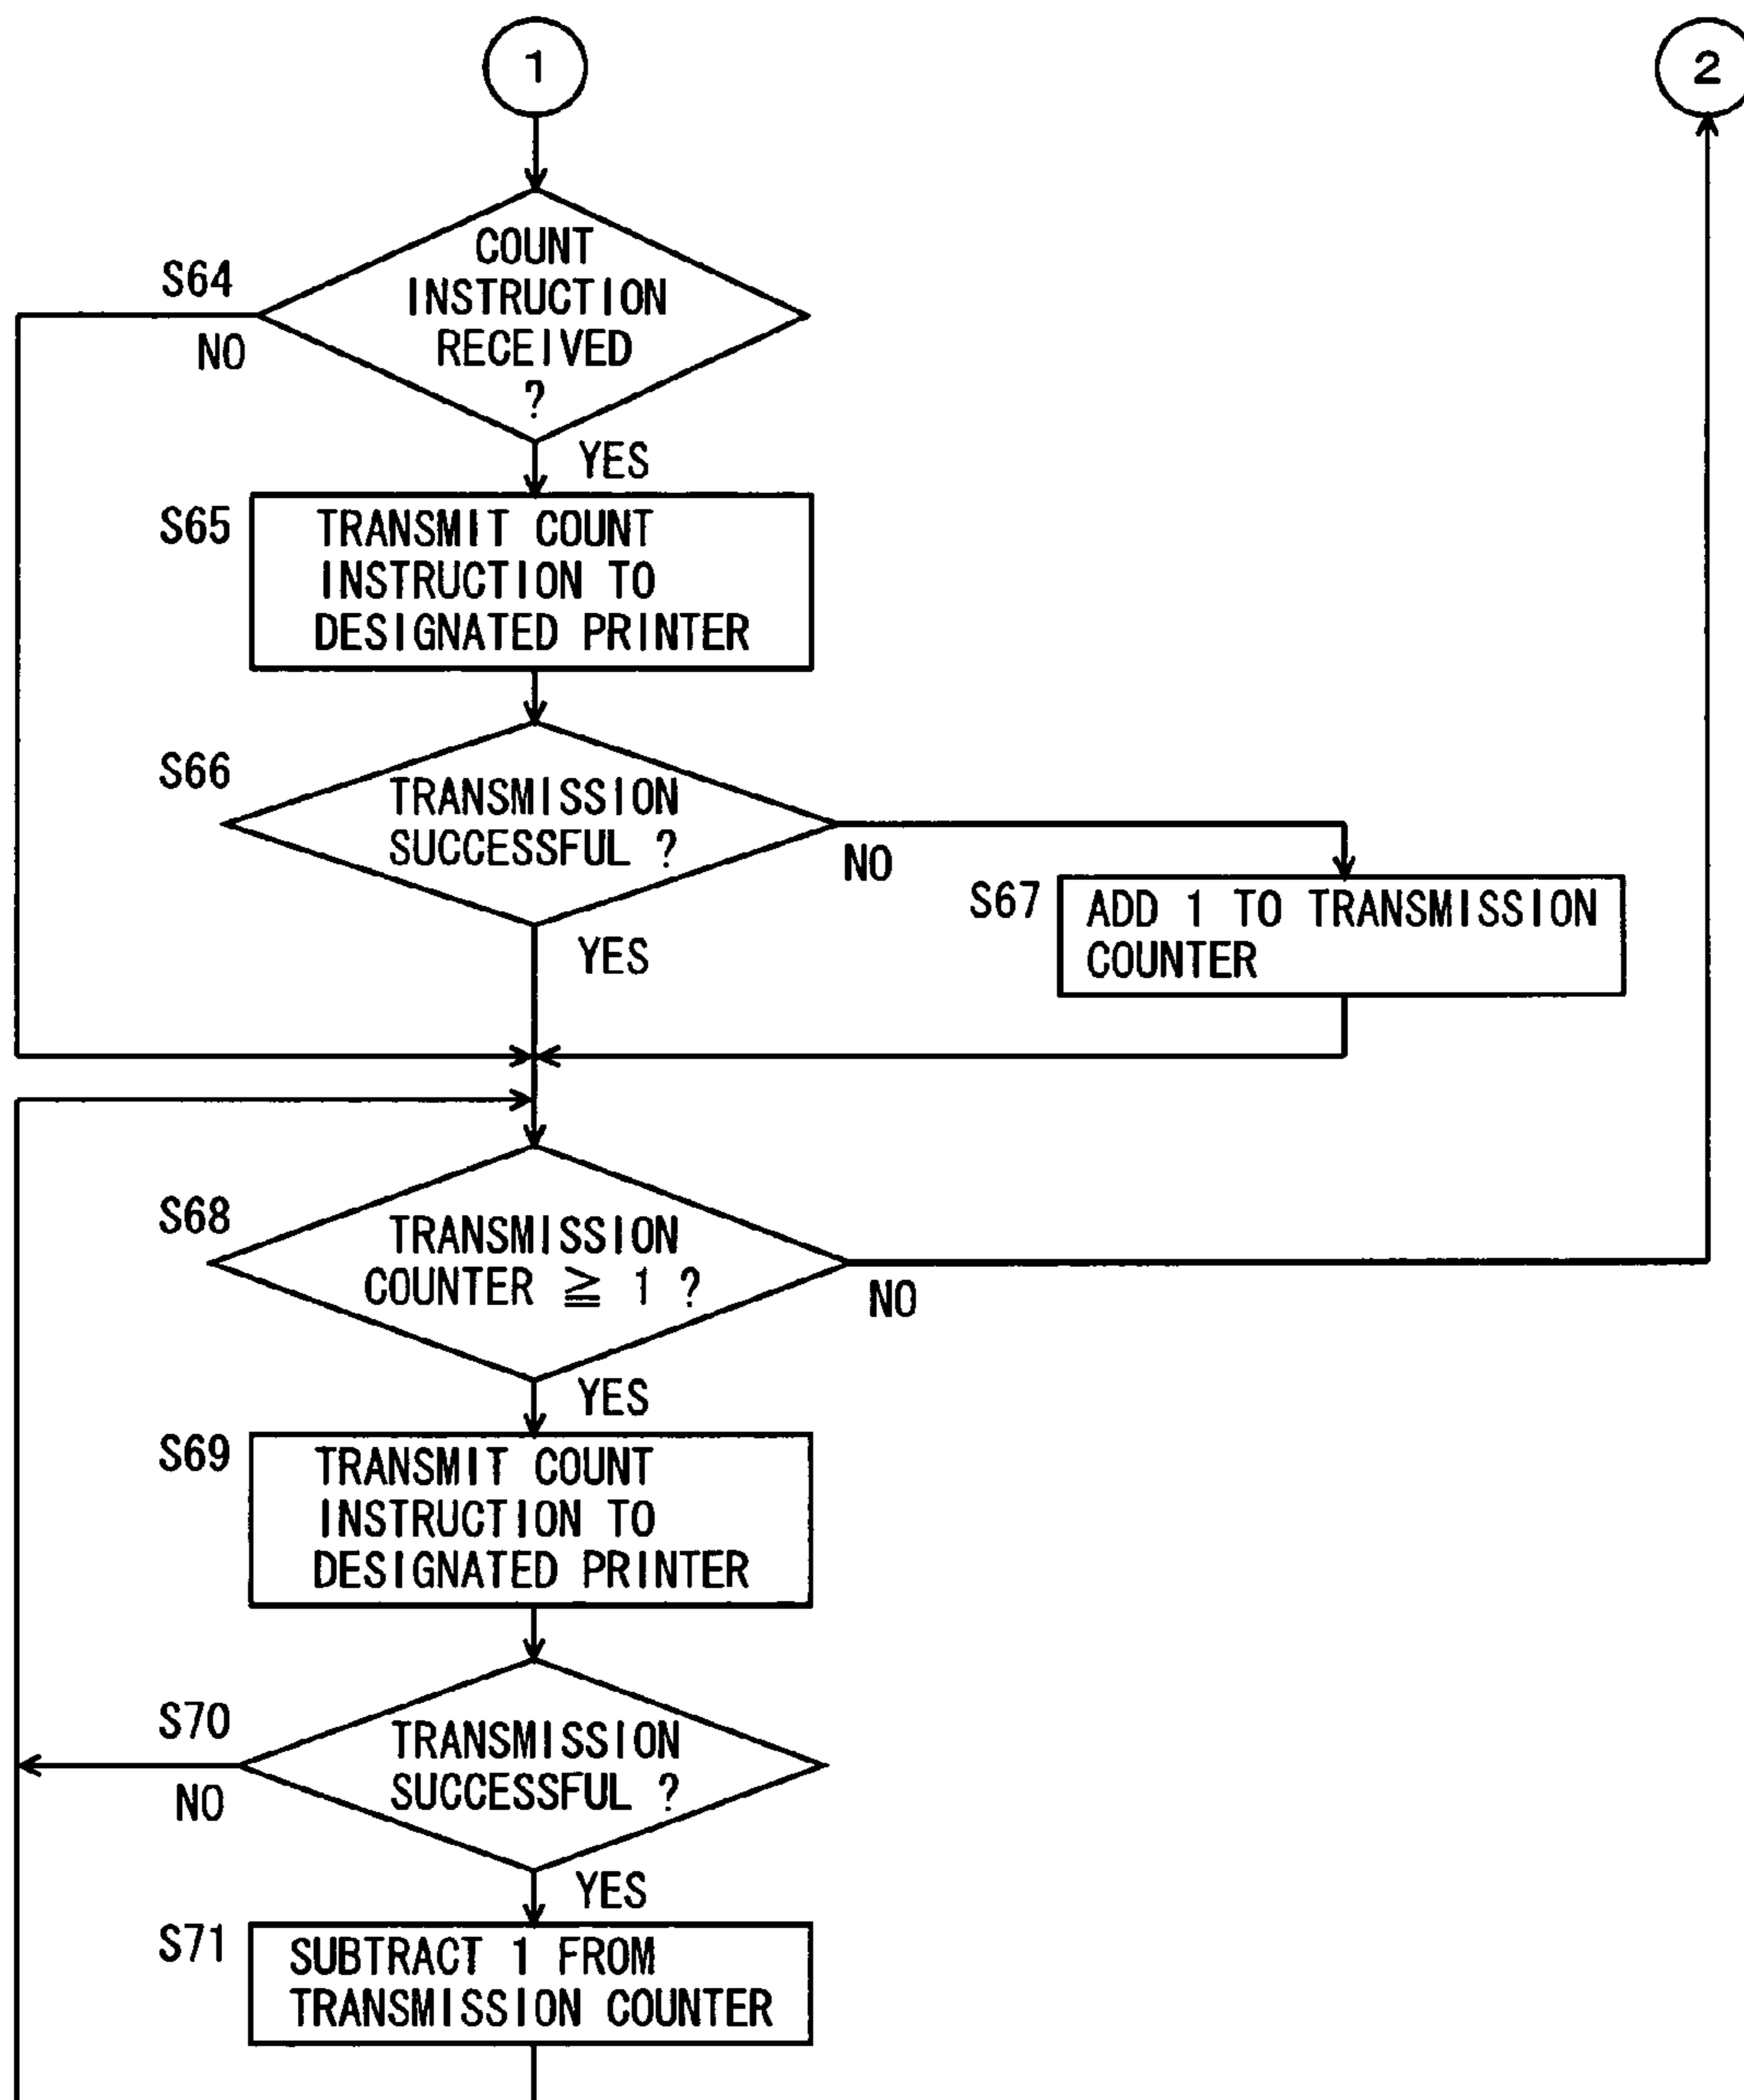 1
2
S64
COUNT
INSTRUCTION
RECEIVED
?
NO
YES
S65
TRANSMIT COUNT
INSTRUCTION TO
DESIGNATED PRINTER
S66
TRANSMISSION
SUCCESSFUL ?
NO
YES
S67
ADD 1 TO TRANSMISSION
COUNTER
S68
TRANSMISSION
COUNTER ≧ 1 ?
NO
YES
S69
TRANSMIT COUNT
INSTRUCTION TO
DESIGNATED PRINTER
S70
TRANSMISSION
SUCCESSFUL ?
NO
YES
S71
SUBTRACT 1 FROM
TRANSMISSION COUNTER